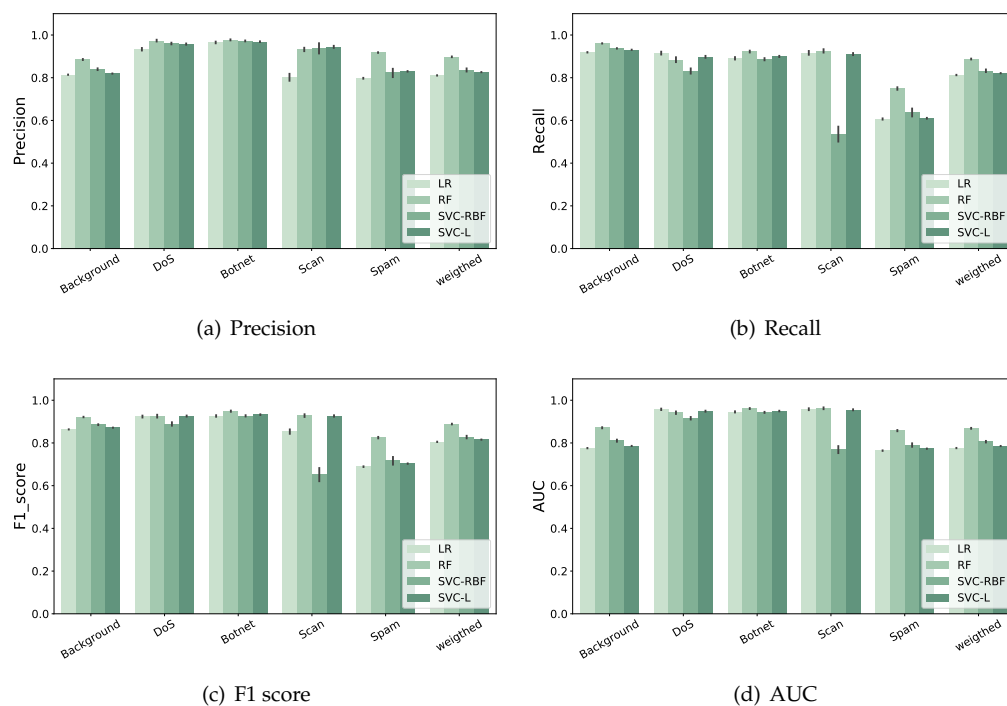 1.0
0.8
0.6
0.4
0.2
0.0
Precision
LR
RF
SVC-RBF
SVC-L
Background
DoS
Botnet
Scan
Spam
weigthed
(a) Precision
1.0
0.8
0.6
0.4
0.2
0.0
Recall
LR
RF
SVC-RBF
SVC-L
Background
DoS
Botnet
Scan
Spam
weigthed
(b) Recall
1.0
0.8
0.6
0.4
0.2
0.0
F1_score
LR
RF
SVC-RBF
SVC-L
Background
DoS
Botnet
Scan
Spam
weigthed
(c) F1 score
1.0
0.8
0.6
0.4
0.2
0.0
AUC
LR
RF
SVC-RBF
SVC-L
Background
DoS
Botnet
Scan
Spam
weigthed
(d) AUC